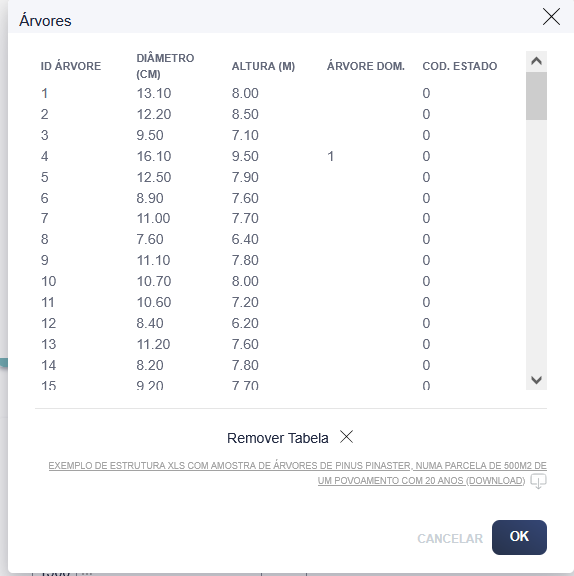 Árvores
ID ÁRVORE DIÂMETRO (CM) ALTURA (M) ÁRVORE DOM. COD. ESTADO
1 13.10 8.00 0
2 12.20 8.50 0
3 9.50 7.10 0
4 16.10 9.50 1 0
5 12.50 7.90 0
6 8.90 7.60 0
7 11.00 7.70 0
8 7.60 6.40 0
9 11.10 7.80 0
10 10.70 8.00 0
11 10.60 7.20 0
12 8.40 6.20 0
13 11.20 7.60 0
14 8.20 7.80 0
15 9.20 7.70 0
Remover Tabela
EXEMPLO DE ESTRUTURA XLS COM AMOSTRA DE ÁRVORES DE PINUS PINASTER, NUMA PARCELA DE 500M2 DE
UM POVOAMENTO COM 20 ANOS (DOWNLOAD)
CANCELAR OK